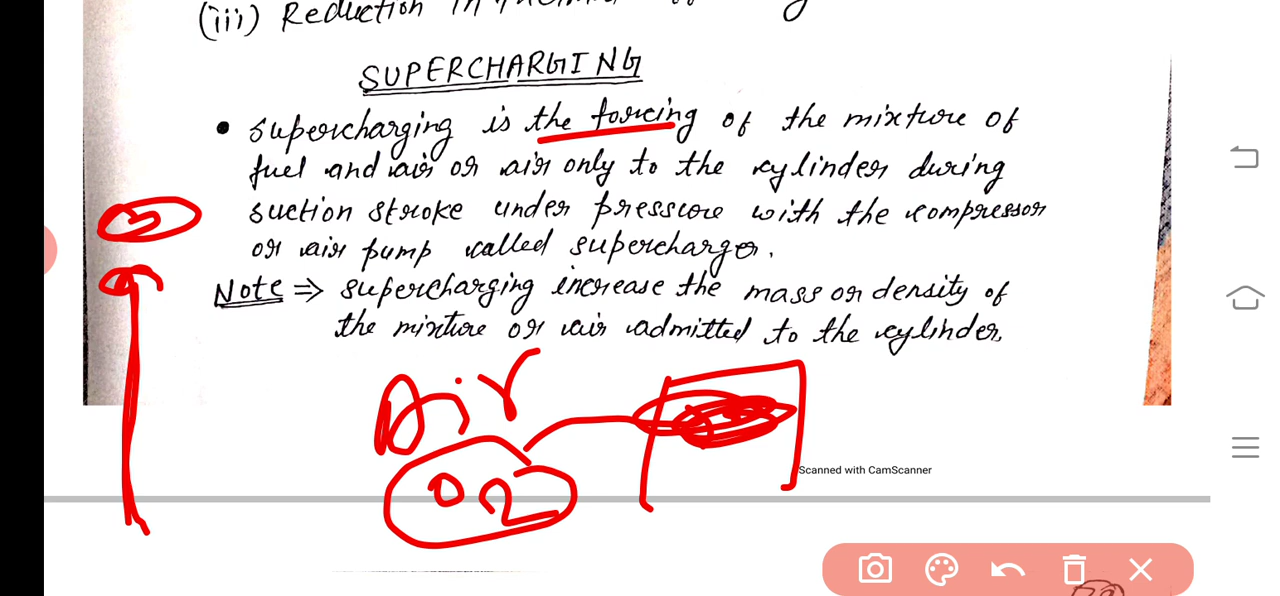 (iii) Reduction in
SUPERCHARGING
• Supercharging is the forcing of the mixture of
fuel and air or air only to the cylinder during
suction stroke under pressure with the compressor
or air pump called supercharger.
Note ⇒ supercharging increase the mass or density of
the mixture or air admitted to the cylinder.
Air
O2
Scanned with CamScanner